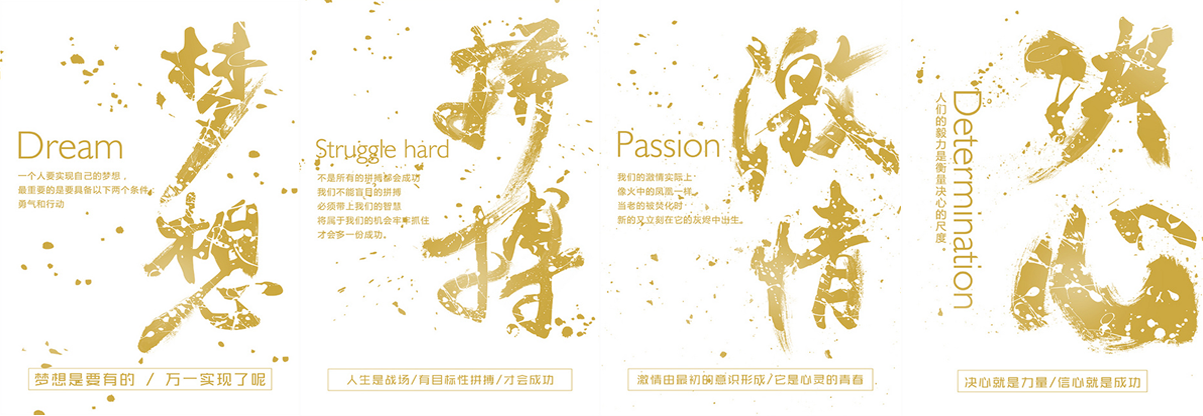 梦想
Dream
一个人要实现自己的梦想，
最重要的是要具备以下两个条件：
勇气和行动
梦想是要有的 / 万一实现了呢
拼搏
Struggle hard
不是所有的拼搏都会成功
我们不能盲目的拼搏
必须带上我们的智慧
将属于我们的机会牢牢抓住
才会多一份成功。
人生是战场/有目标性拼搏/才会成功
激情
Passion
我们的激情实际上
像火中的凤凰一样，
当老的被焚化时
新的又立刻在它的灰烬中出生。
激情由最初的意识形成/它是心灵的青春
决心
Determination
人们的毅力是衡量决心的尺度。
决心就是力量/信心就是成功